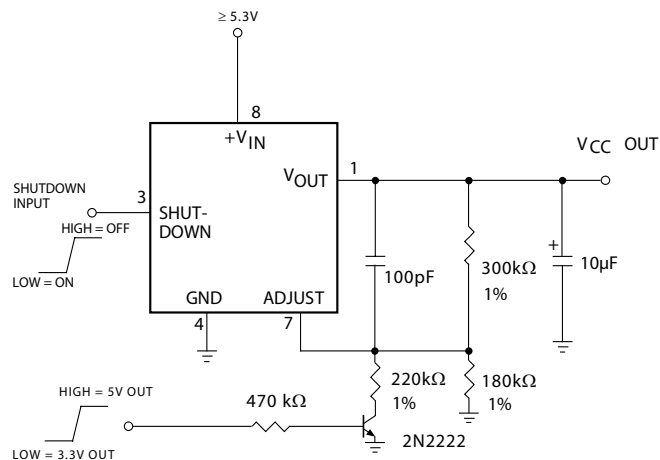 ≥ 5.3V
8
+VIN
VOUT
1
VCC OUT
SHUTDOWN
INPUT
3
SHUT-
DOWN
HIGH = OFF
LOW = ON
100pF
300kΩ
1%
+
10µF
GND
ADJUST
4
7
220kΩ
1%
180kΩ
1%
HIGH = 5V OUT
470 kΩ
2N2222
LOW = 3.3V OUT